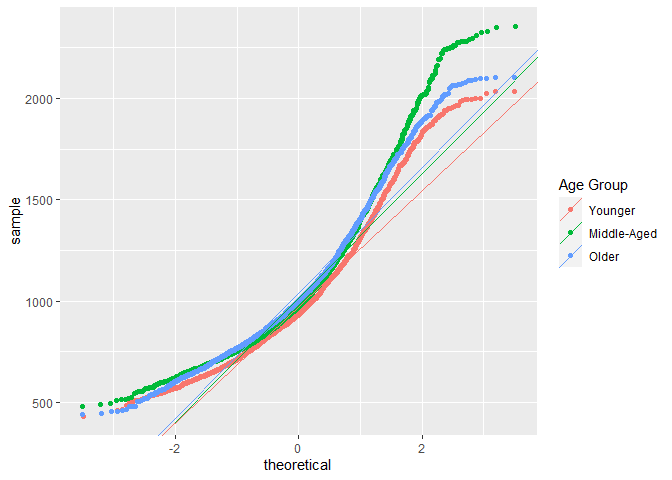 2000
1500
1000
500
sample
-2
0
2
theoretical
Age Group
Younger
Middle-Aged
Older